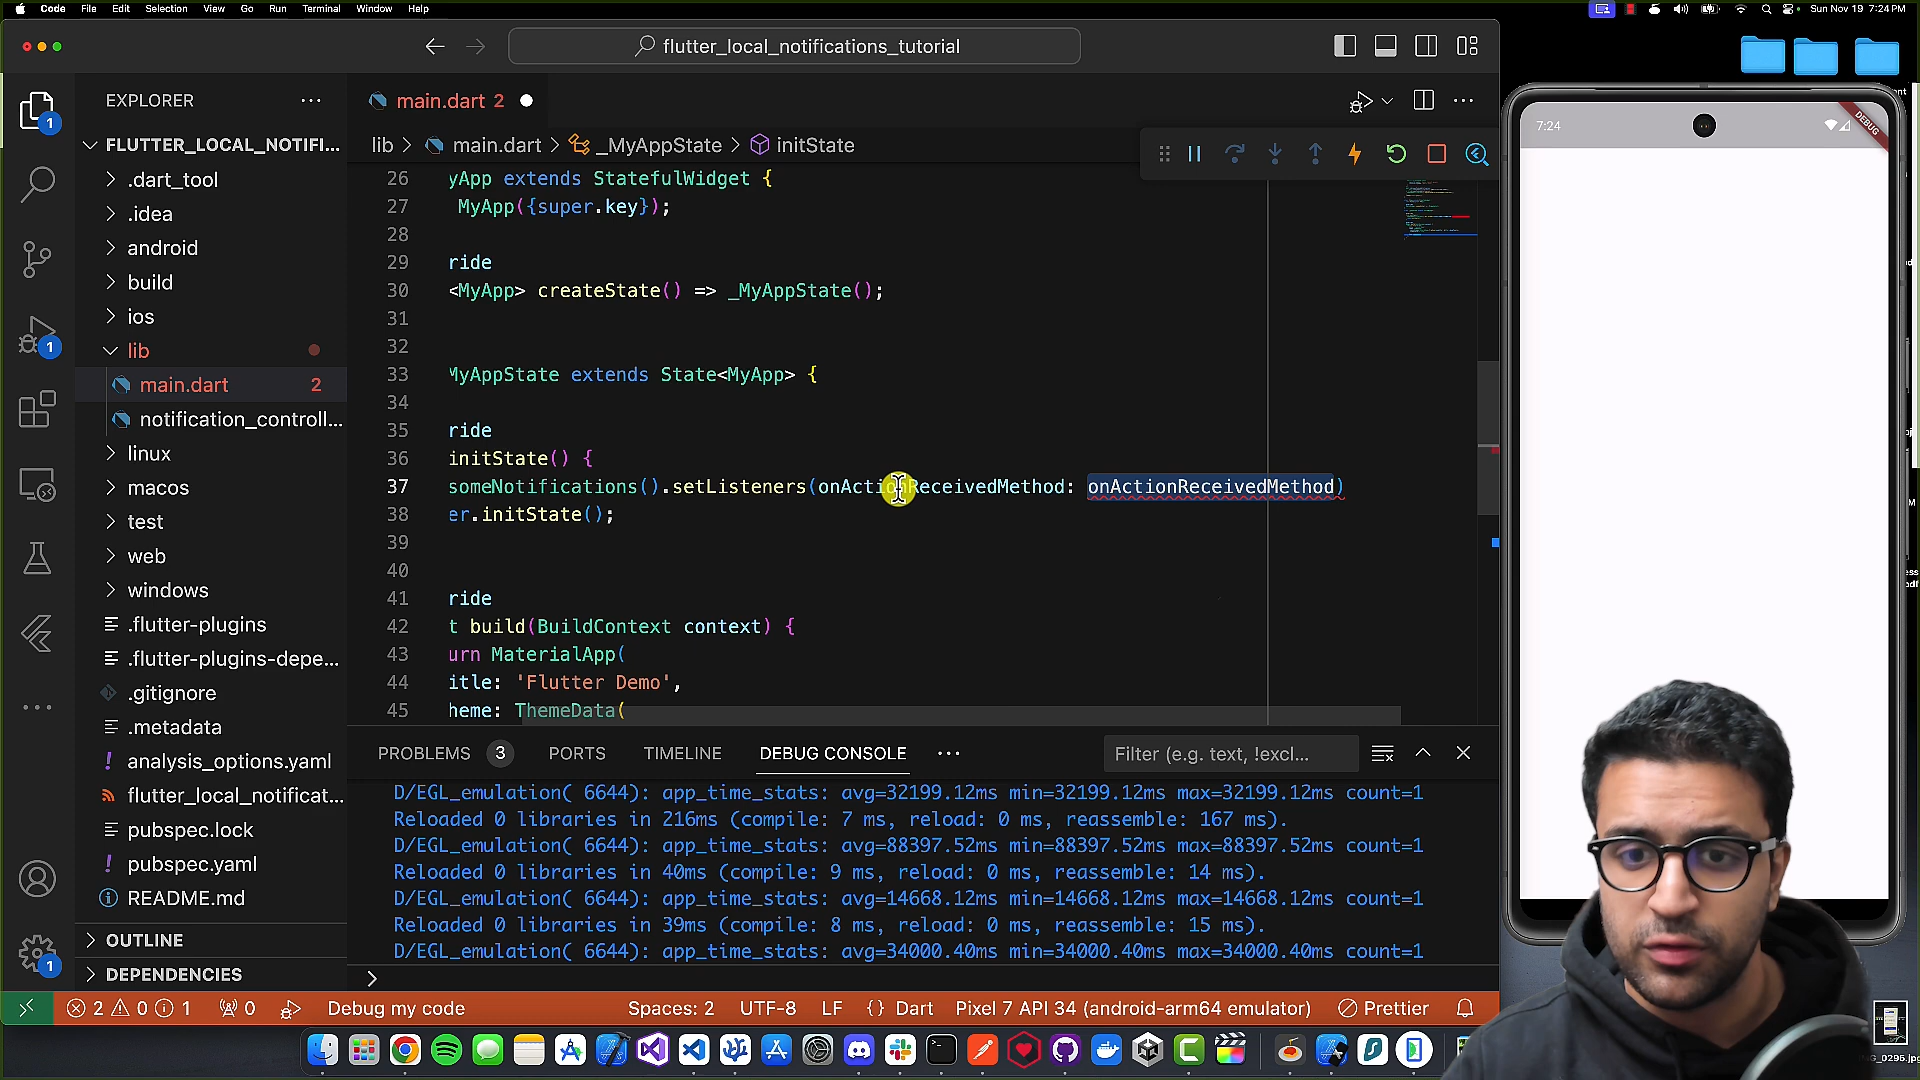 Code File Edit Selection View Go Run Terminal Window Help
Sun Nov 19 7:24 PM
flutter_local_notifications_tutorial
EXPLORER
FLUTTER_LOCAL_NOTIFI...
.dart_tool
.idea
android
build
ios
lib
main.dart 2
notification_controll...
linux
macos
test
web
windows
.flutter-plugins
.flutter-plugins-depe...
.gitignore
.metadata
analysis_options.yaml
flutter_local_notificat...
pubspec.lock
pubspec.yaml
README.md
OUTLINE
DEPENDENCIES
1
1
1
main.dart 2
lib > main.dart > _MyAppState > initState
26 yApp extends StatefulWidget {
27 MyApp({super.key});
28
29 ride
30 <MyApp> createState() => _MyAppState();
31
32
33 MyAppState extends State<MyApp> {
34
35 ride
36 initState() {
37 someNotifications().setListeners(onActionReceivedMethod: onActionReceivedMethod)
38 er.initState();
39
40
41 ride
42 t build(BuildContext context) {
43 urn MaterialApp(
44 itle: 'Flutter Demo',
45 heme: ThemeData(
PROBLEMS 3 PORTS TIMELINE DEBUG CONSOLE
Filter (e.g. text, !excl...
D/EGL_emulation( 6644): app_time_stats: avg=32199.12ms min=32199.12ms max=32199.12ms count=1
Reloaded 0 libraries in 216ms (compile: 7 ms, reload: 0 ms, reassemble: 167 ms).
D/EGL_emulation( 6644): app_time_stats: avg=88397.52ms min=88397.52ms max=88397.52ms count=1
Reloaded 0 libraries in 40ms (compile: 9 ms, reload: 0 ms, reassemble: 14 ms).
D/EGL_emulation( 6644): app_time_stats: avg=14668.12ms min=14668.12ms max=14668.12ms count=1
Reloaded 0 libraries in 39ms (compile: 8 ms, reload: 0 ms, reassemble: 15 ms).
D/EGL_emulation( 6644): app_time_stats: avg=34000.40ms min=34000.40ms max=34000.40ms count=1
>
2 0 1 0 Debug my code Spaces: 2 UTF-8 LF {} Dart Pixel 7 API 34 (android-arm64 emulator) Prettier
7:24
DEBUG